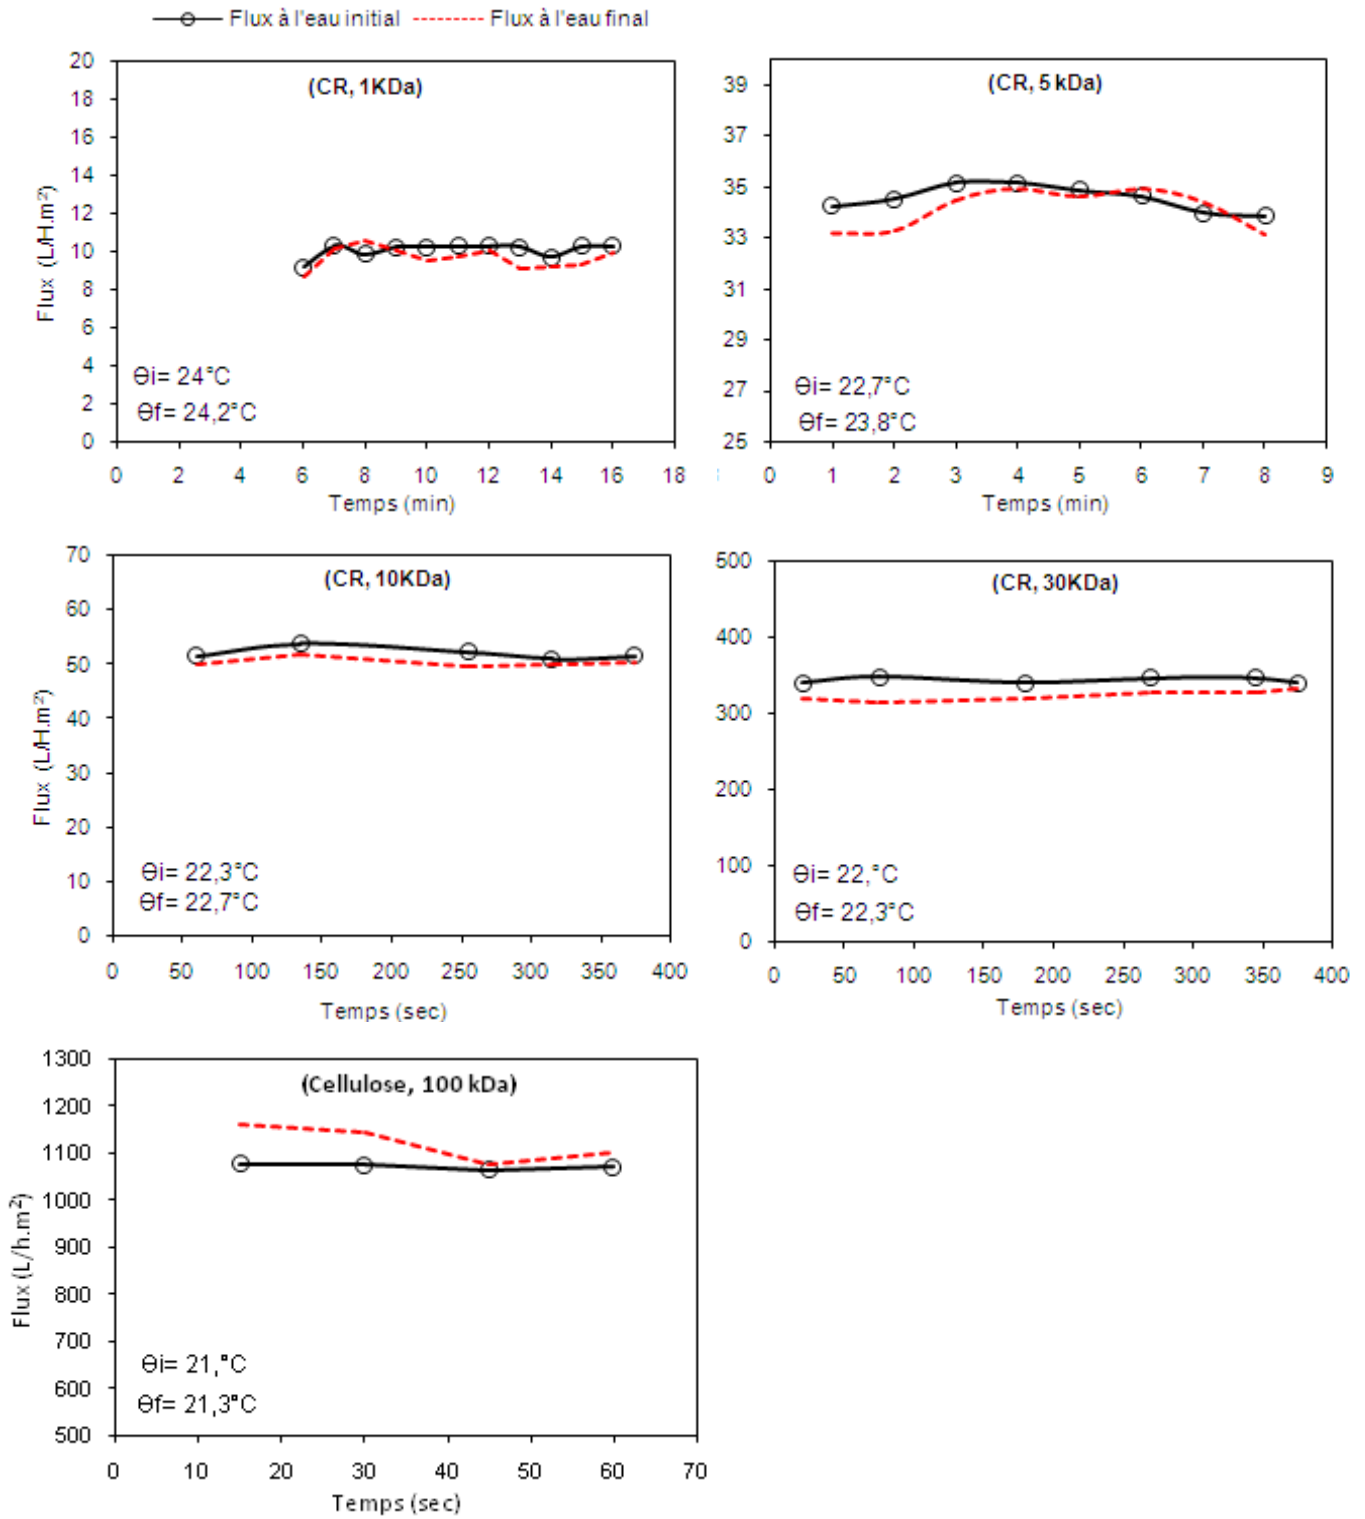 Flux à l'eau initial Flux à l'eau final
(CR, 1KDa)
Flux (L/H.m²)
20
18
16
14
12
10
8
6
4
2
0
θi= 24°C
θf= 24,2°C
0 2 4 6 8 10 12 14 16 18
Temps (min)
(CR, 5 kDa)
39
37
35
33
31
29
27
25
θi= 22,7°C
θf= 23,8°C
0 1 2 3 4 5 6 7 8 9
Temps (min)
(CR, 10KDa)
Flux (L/H.m²)
70
60
50
40
30
20
10
0
θi= 22,3°C
θf= 22,7°C
0 50 100 150 200 250 300 350 400
Temps (sec)
(CR, 30KDa)
500
400
300
200
100
0
θi= 22,°C
θf= 22,3°C
0 50 100 150 200 250 300 350 400
Temps (sec)
(Cellulose, 100 kDa)
Flux (L/h.m²)
1300
1200
1100
1000
900
800
700
600
500
θi= 21,°C
θf= 21,3°C
0 10 20 30 40 50 60 70
Temps (sec)